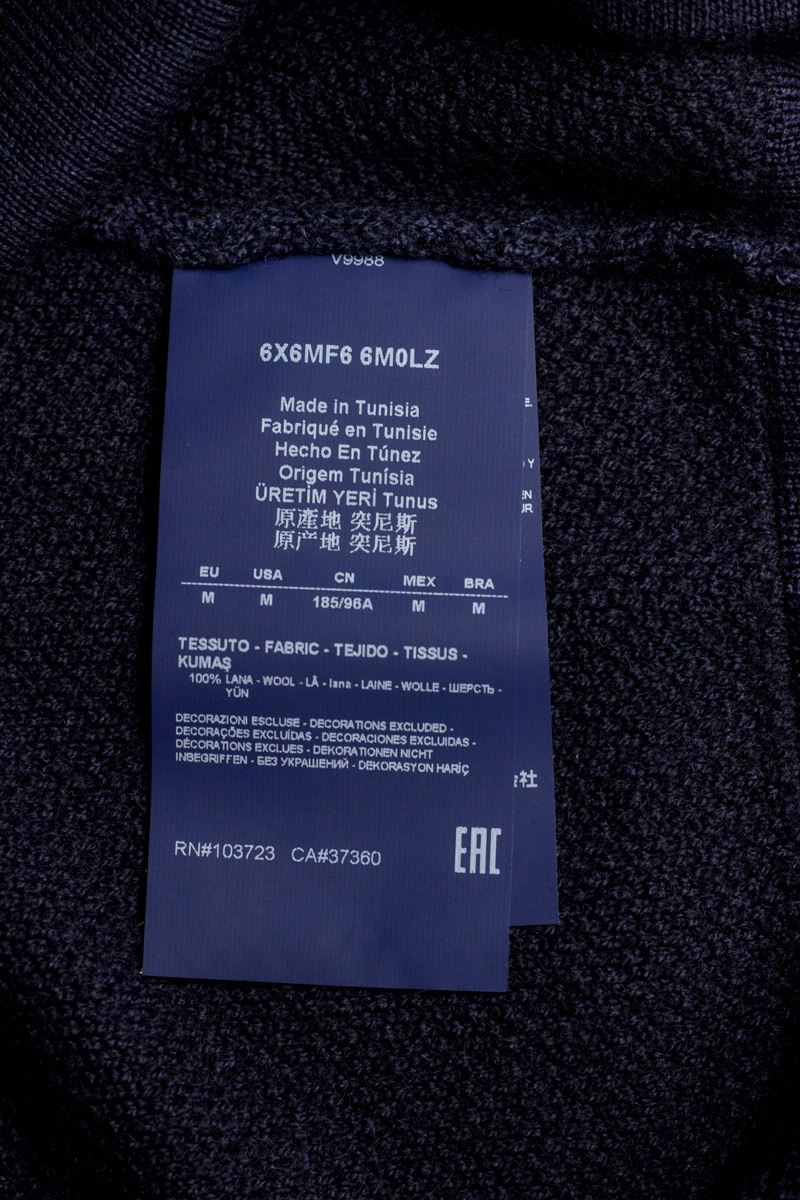 V9988
6X6MF6 6M0LZ
Made in Tunisia
Fabriqué en Tunisie
Hecho En Túnez
Origem Tunísia
ÜRETİM YERİ Tunus
原產地 突尼斯
原产地 突尼斯
EU USA CN MEX BRA
M M 185/96A M M
TESSUTO - FABRIC - TEJIDO - TISSUS -
KUMAŞ
100% LANA - WOOL - LÃ - lana - LAINE - WOLLE - ШЕРСТЬ -
YÜN
DECORAZIONI ESCLUSE - DECORATIONS EXCLUDED -
DECORAÇÕES EXCLUÍDAS - DECORACIONES EXCLUIDAS -
DÉCORATIONS EXCLUES - DEKORATIONEN NICHT
INBEGRIFFEN - БЕЗ УКРАШЕНИЙ - DEKORASYON HARİÇ
RN#103723 CA#37360
EAC